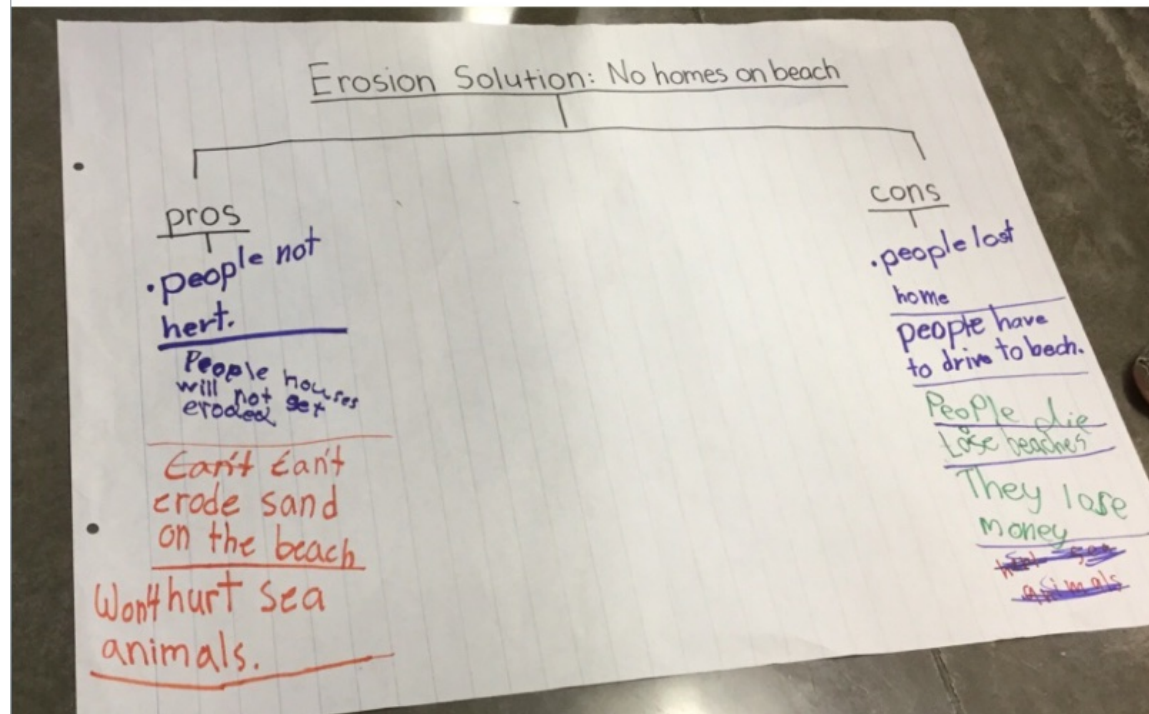 Erosion Solution: No homes on beach
pros
• people not
hert.
People houses
will not get
eroded
Can't Can't
erode sand
on the beach
Won't hurt sea
animals.
cons
• people lost
home
people have
to drive to bech.
People die
Lose beaches
They lose
money
animals